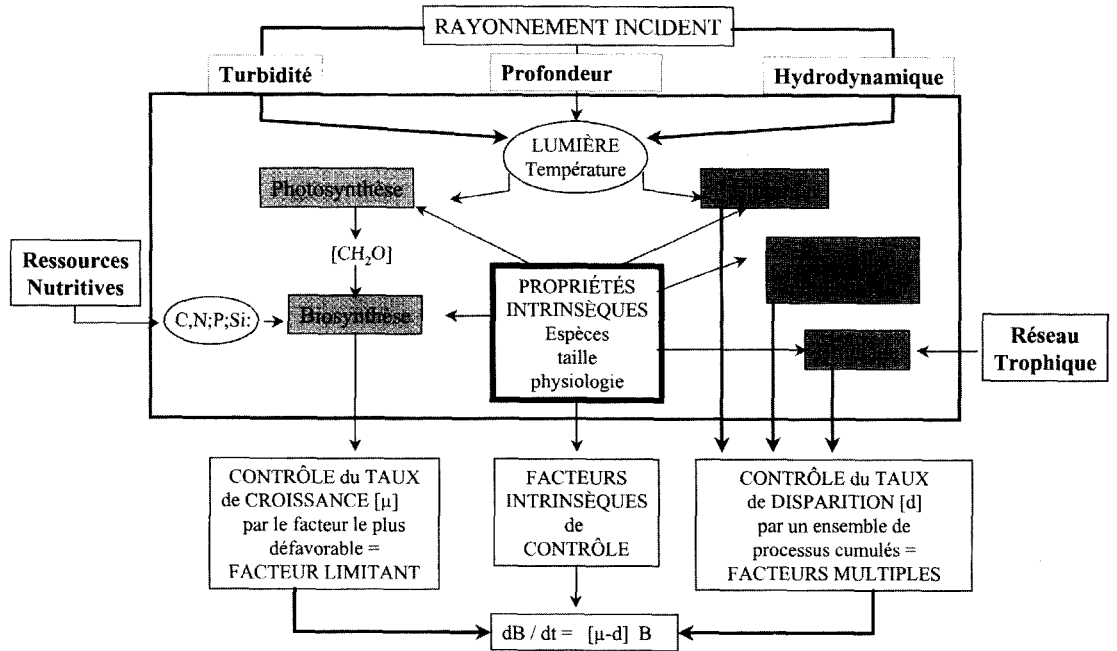 RAYONNEMENT INCIDENT
Turbidité
Profondeur
Hydrodynamique
LUMIÈRE
Température
Photosynthèse
[CH₂O]
Ressources
Nutritives
C,N;P;Si:
Biosynthèse
PROPRIÉTÉS
INTRINSÈQUES
Espèces
taille
physiologie
Réseau
Trophique
CONTRÔLE du TAUX
de CROISSANCE [µ]
par le facteur le plus
défavorable =
FACTEUR LIMITANT
FACTEURS
INTRINSÈQUES
de
CONTRÔLE
CONTRÔLE du TAUX
de DISPARITION [d]
par un ensemble de
processus cumulés =
FACTEURS MULTIPLES
dB / dt = [µ-d] B